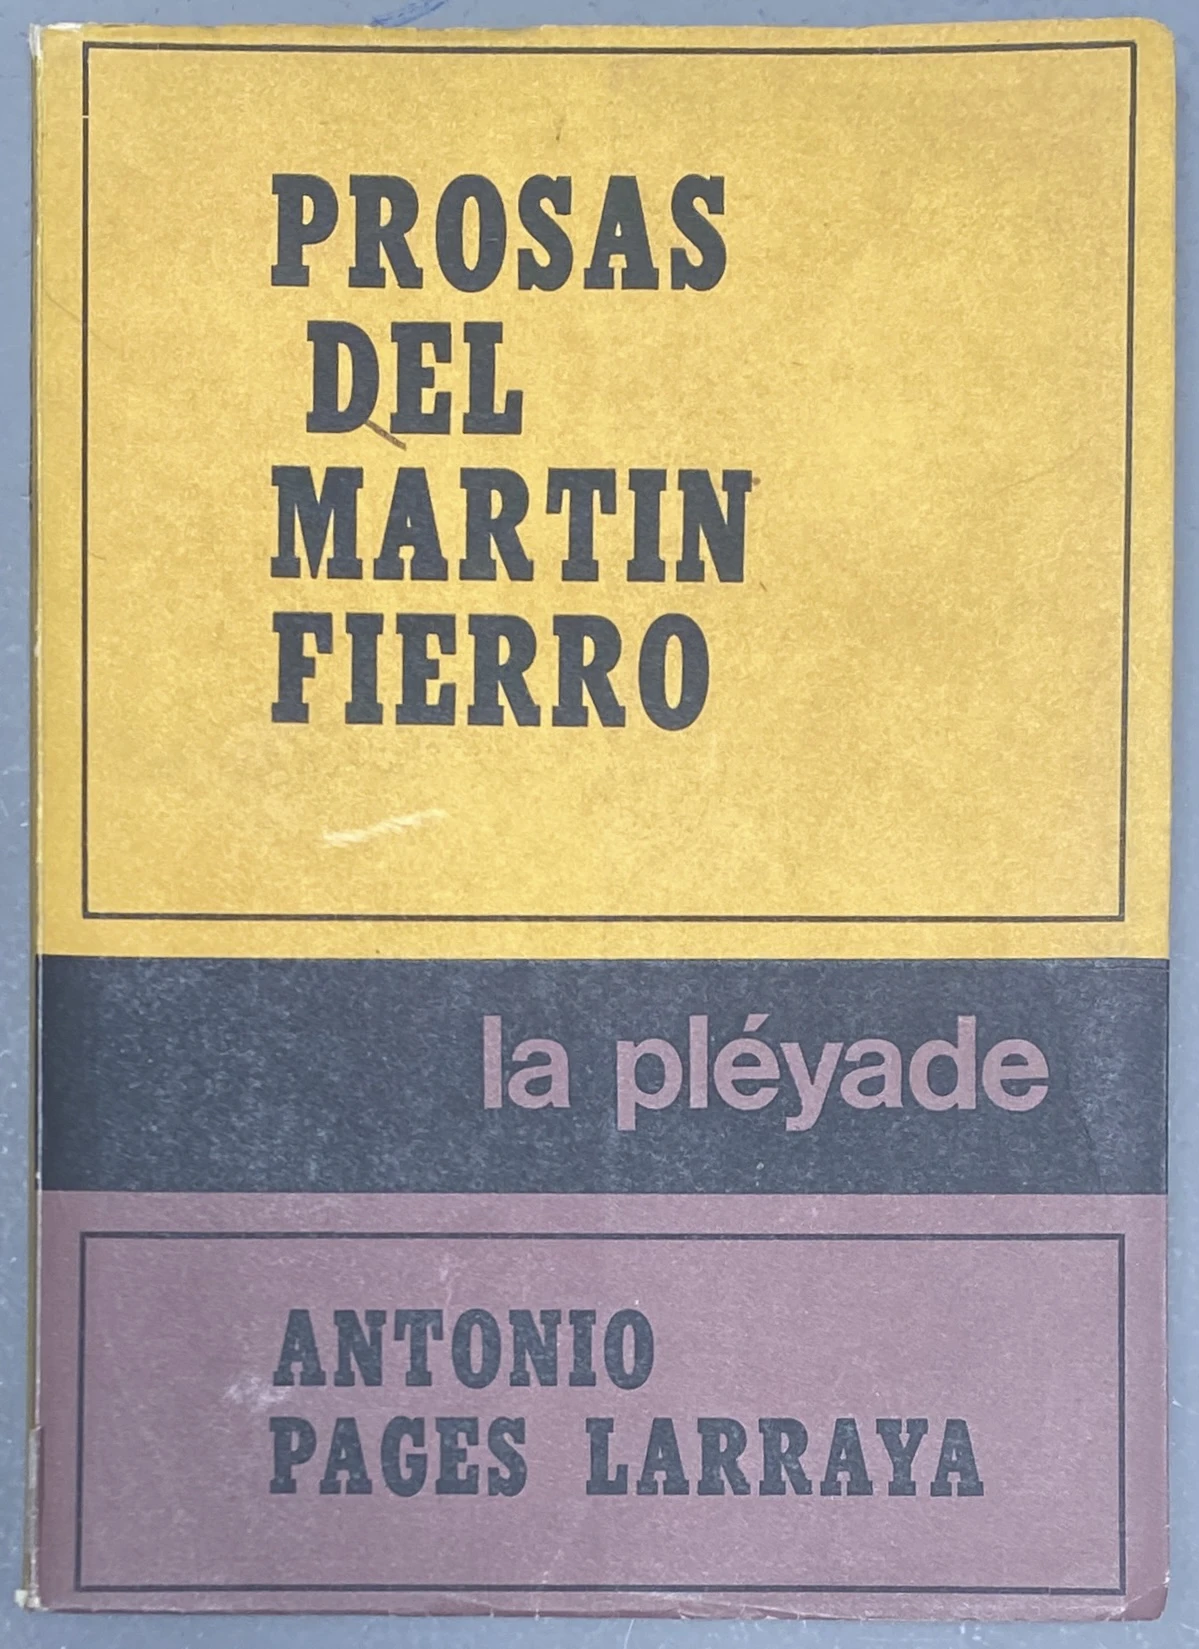 PROSAS
DEL
MARTIN
FIERRO
la pléyade
ANTONIO
PAGES LARRAYA